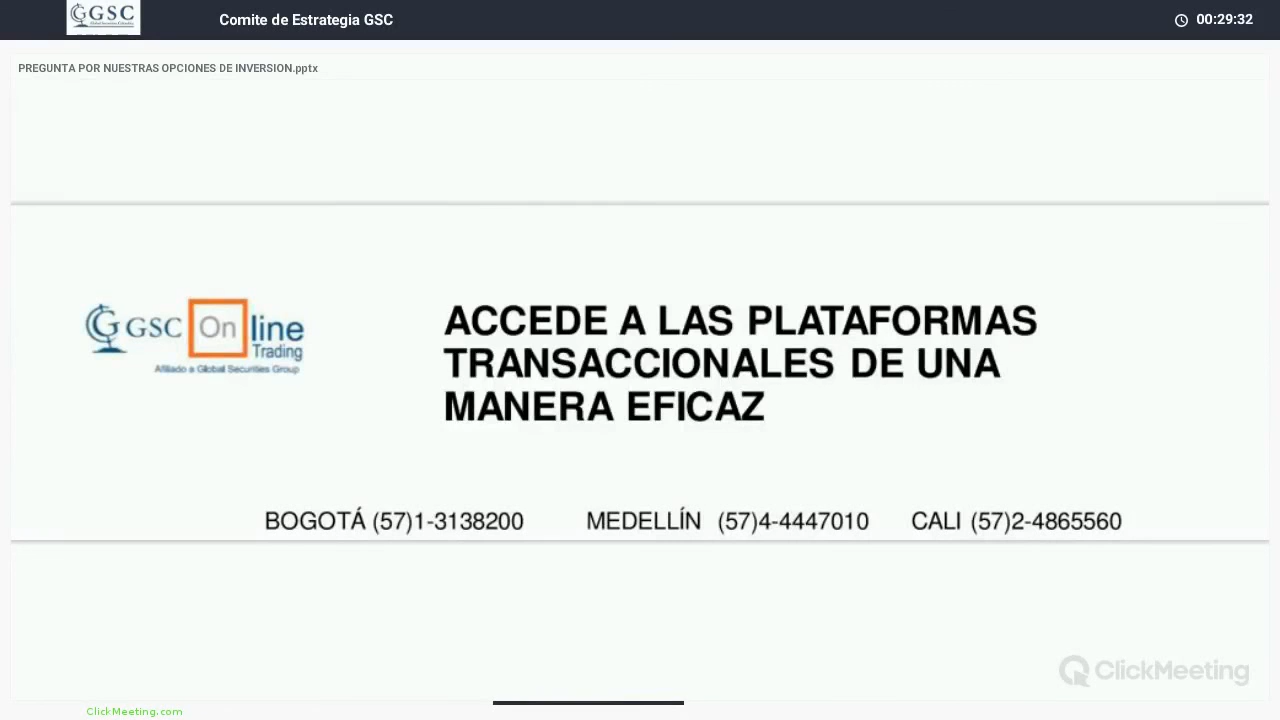 GSC
Comite de Estrategia GSC
00:29:32
PREGUNTA POR NUESTRAS OPCIONES DE INVERSION.pptx
GSC Online
Trading
Afiliado a Global Securities Group
ACCEDE A LAS PLATAFORMAS
TRANSACCIONALES DE UNA
MANERA EFICAZ
BOGOTÁ (57)1-3138200 MEDELLÍN (57)4-4447010 CALI (57)2-4865560
ClickMeeting
ClickMeeting.com